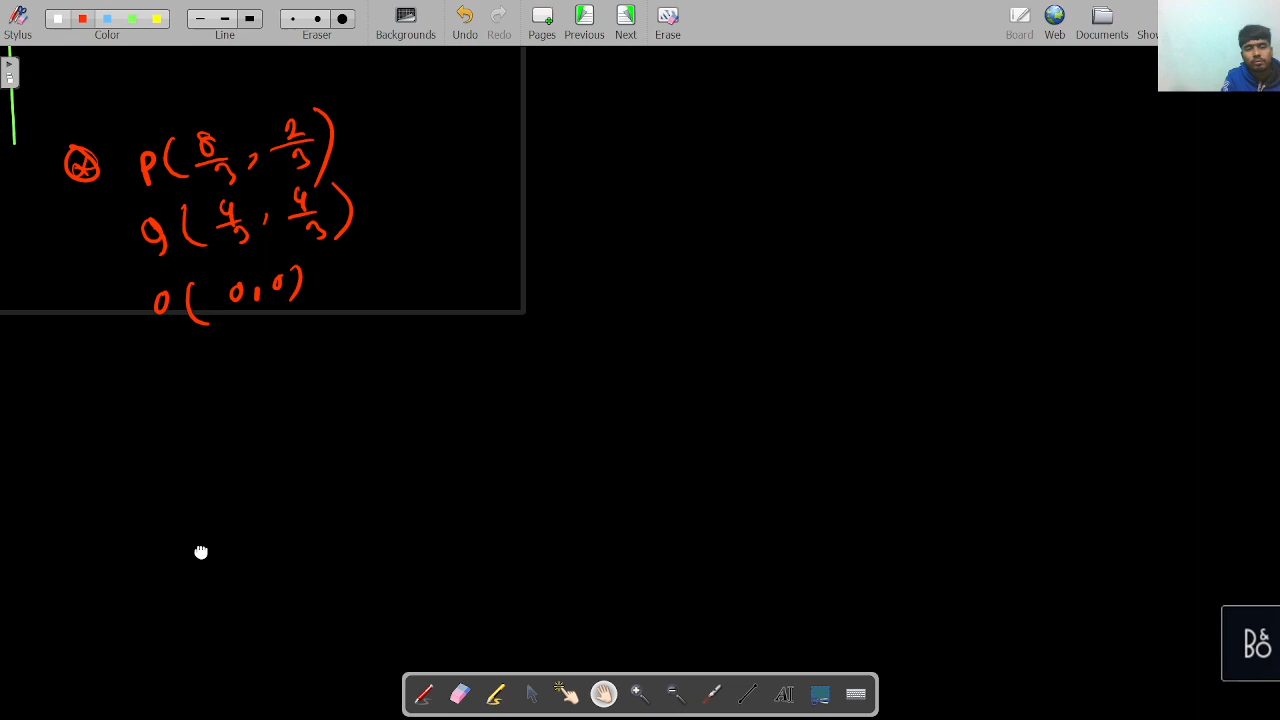 Stylus Color Line Eraser Backgrounds Undo Redo Pages Previous Next Erase Board Web Documents Show
P(8/3, 2/3)
Q(4/3, 4/3)
O(0,0)
B&O